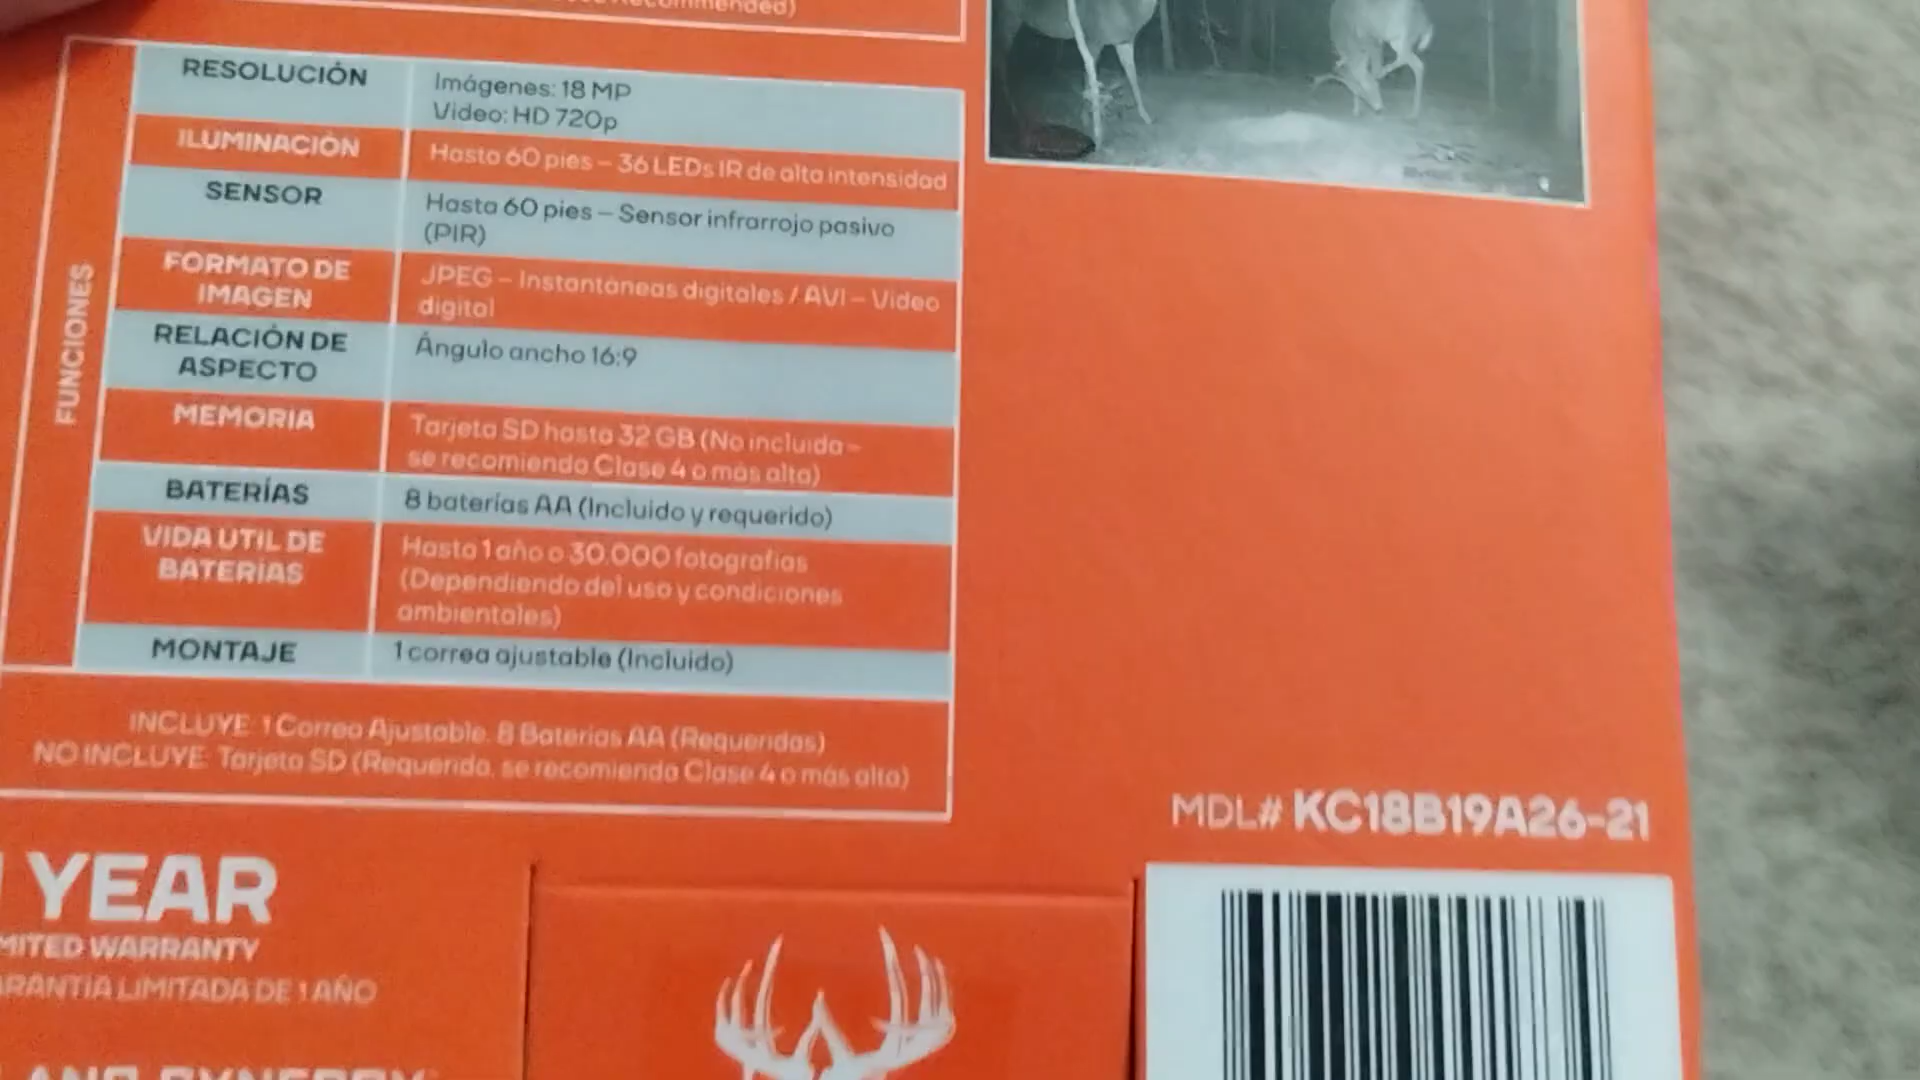 Recommended)
FUNCIONES
RESOLUCIÓN
Imágenes: 18 MP
Video: HD 720p
ILUMINACIÓN
Hasta 60 pies – 36 LEDs IR de alta intensidad
SENSOR
Hasta 60 pies – Sensor infrarrojo pasivo
(PIR)
FORMATO DE
IMAGEN
JPEG – Instantáneas digitales / AVI – Video
digital
RELACIÓN DE
ASPECTO
Ángulo ancho 16:9
MEMORIA
Tarjeta SD hasta 32 GB (No incluida –
se recomienda Clase 4 o más alta)
BATERÍAS
8 baterías AA (Incluido y requerido)
VIDA UTIL DE
BATERÍAS
Hasta 1 año o 30.000 fotografías
(Dependiendo del uso y condiciones
ambientales)
MONTAJE
1 correa ajustable (Incluido)
INCLUYE: 1 Correa Ajustable, 8 Baterías AA (Requeridas)
NO INCLUYE: Tarjeta SD (Requerida, se recomienda Clase 4 o más alta)
MDL# KC18B19A26-21
YEAR
MITED WARRANTY
ARANTÍA LIMITADA DE 1 AÑO